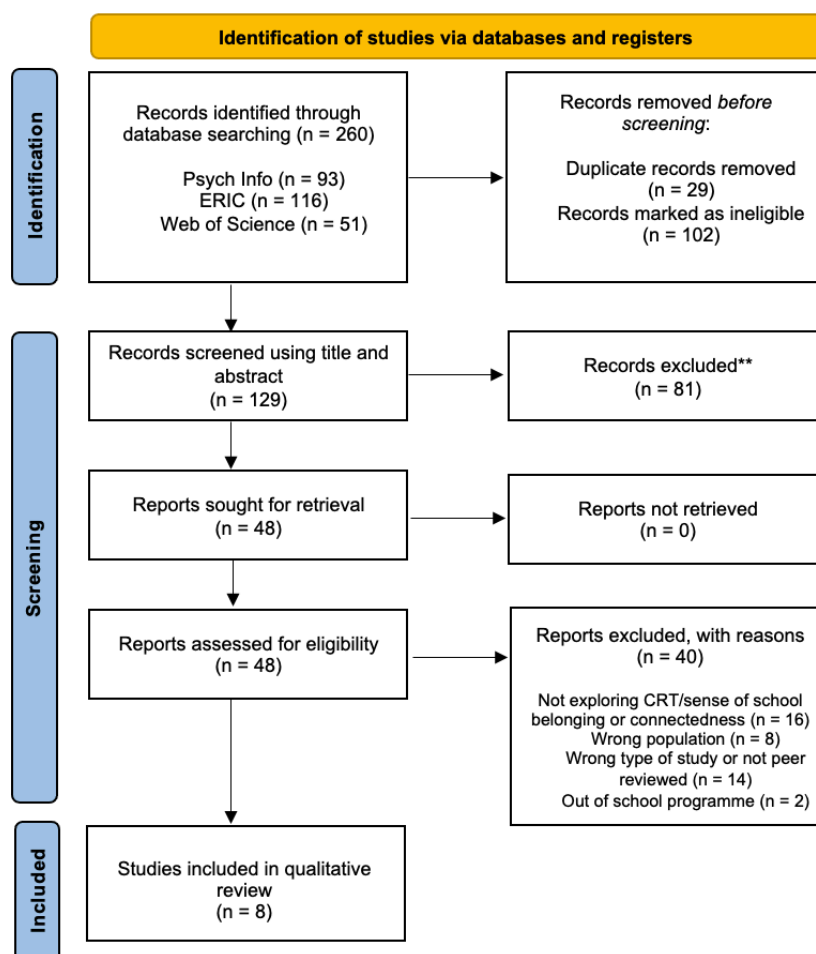 Identification of studies via databases and registers
Identification
Records identified through
database searching (n = 260)
Psych Info (n = 93)
ERIC (n = 116)
Web of Science (n = 51)
Records removed before
screening:
Duplicate records removed
(n = 29)
Records marked as ineligible
(n = 102)
Screening
Records screened using title and
abstract
(n = 129)
Records excluded**
(n = 81)
Reports sought for retrieval
(n = 48)
Reports not retrieved
(n = 0)
Reports assessed for eligibility
(n = 48)
Reports excluded, with reasons
(n = 40)
Not exploring CRT/sense of school
belonging or connectedness (n = 16)
Wrong population (n = 8)
Wrong type of study or not peer
reviewed (n = 14)
Out of school programme (n = 2)
Included
Studies included in qualitative
review
(n = 8)